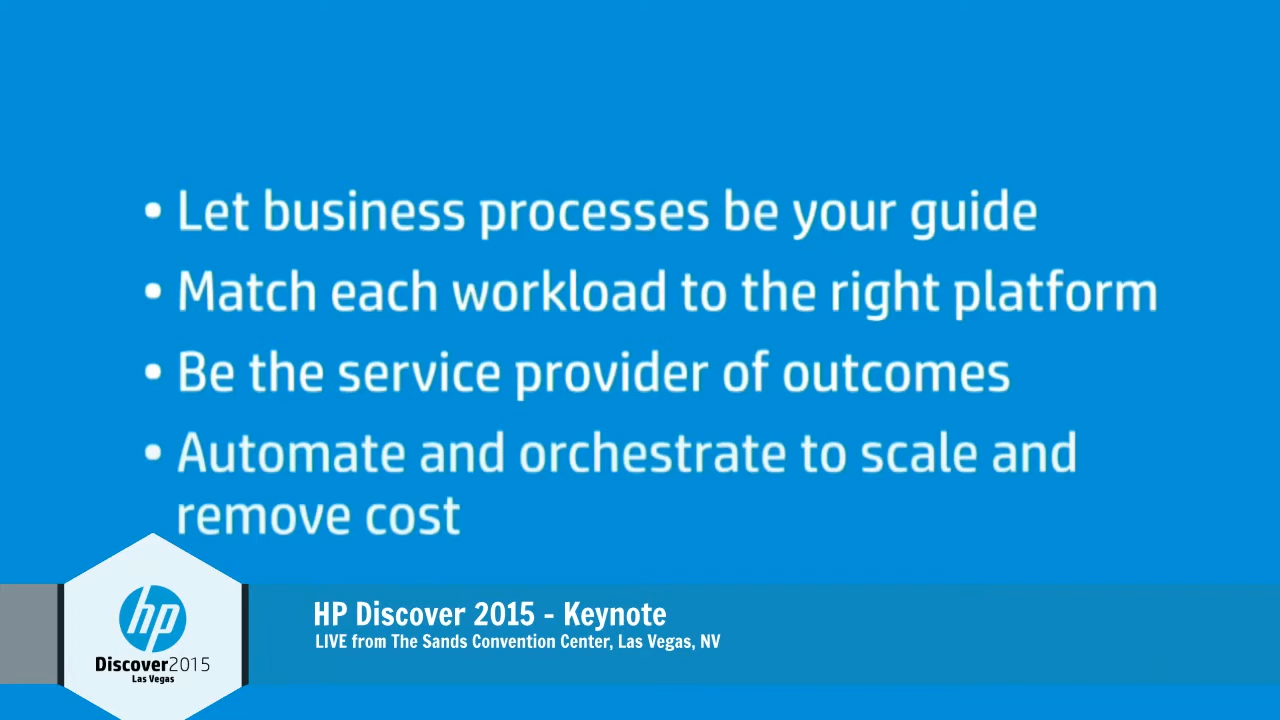 • Let business processes be your guide
• Match each workload to the right platform
• Be the service provider of outcomes
• Automate and orchestrate to scale and
remove cost
hp
Discover2015
Las Vegas
HP Discover 2015 - Keynote
LIVE from The Sands Convention Center, Las Vegas, NV